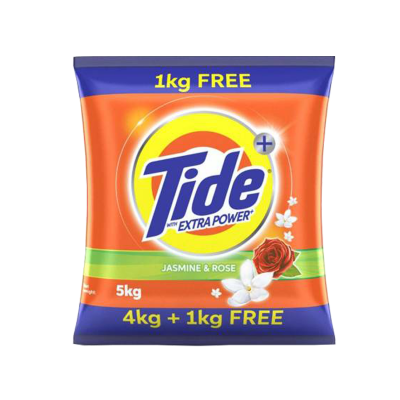 1kg FREE
+
Tide
WITH EXTRA POWER+
JASMINE & ROSE
5kg
4kg + 1kg FREE